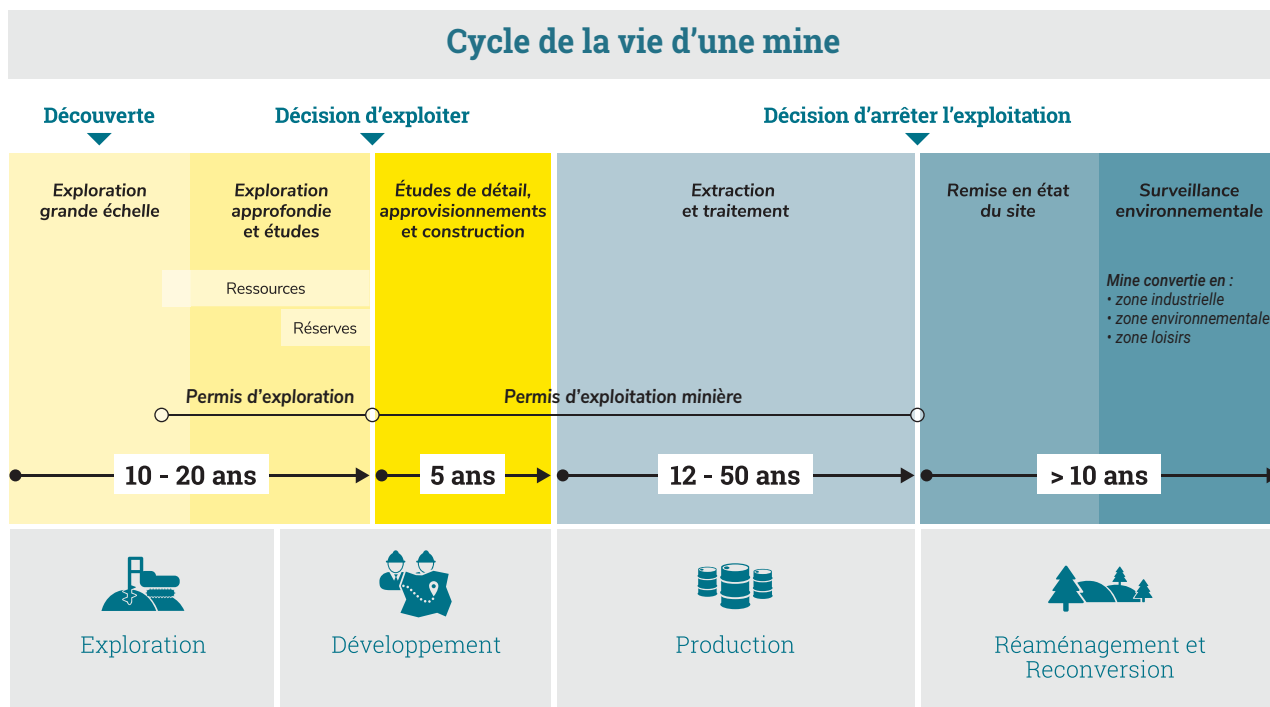 Cycle de la vie d’une mine
Découverte
Décision d’exploiter
Décision d’arrêter l’exploitation
Exploration
grande échelle
Exploration
approfondie
et études
Études de détail,
approvisionnements
et construction
Extraction
et traitement
Remise en état
du site
Surveillance
environnementale
Ressources
Réserves
Mine convertie en :
• zone industrielle
• zone environnementale
• zone loisirs
Permis d’exploration
Permis d’exploitation minière
10 - 20 ans
5 ans
12 - 50 ans
> 10 ans
Exploration
Développement
Production
Réaménagement et
Reconversion